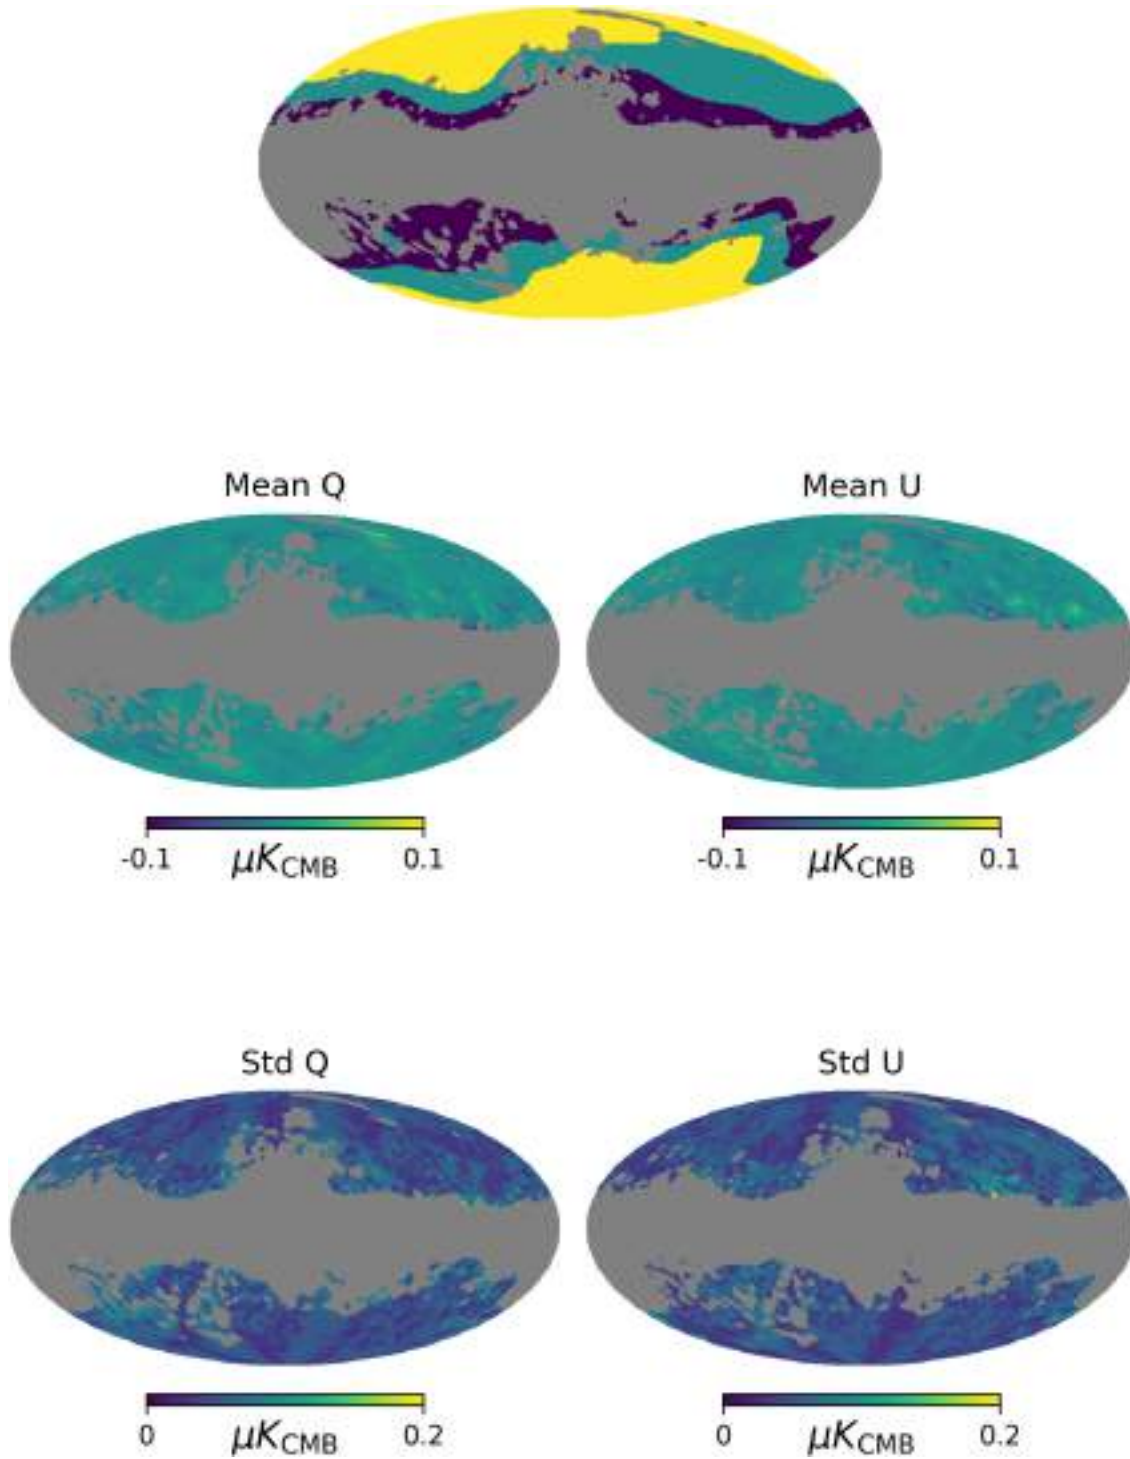 Mean Q
Mean U
-0.1 0.1
μK_CMB
-0.1 0.1
μK_CMB
Std Q
Std U
0 0.2
μK_CMB
0 0.2
μK_CMB